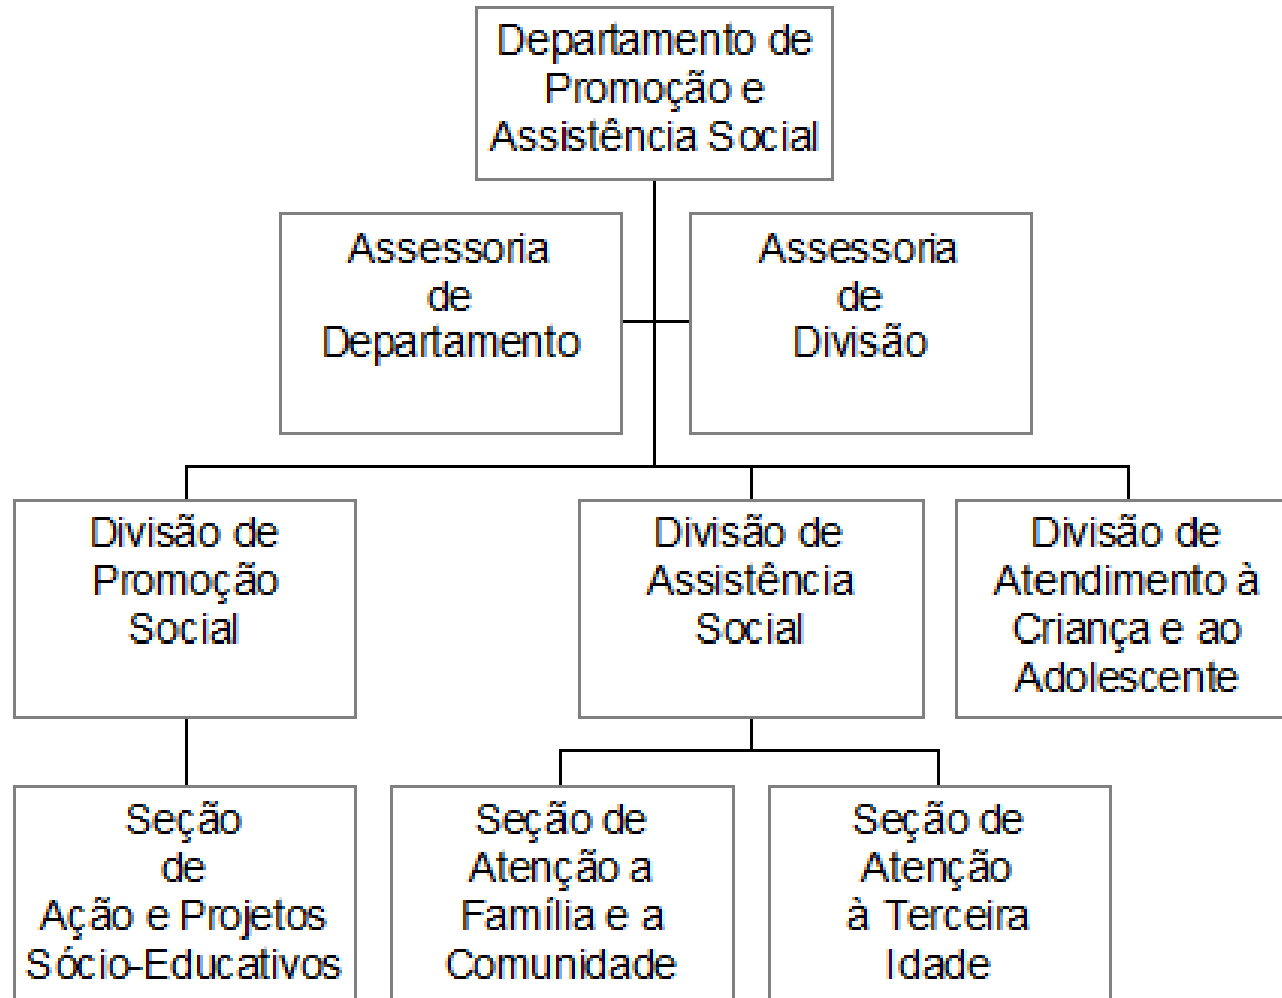 Departamento de
Promoção e
Assistência Social
Assessoria
de
Departamento
Assessoria
de
Divisão
Divisão de
Promoção
Social
Divisão de
Assistência
Social
Divisão de
Atendimento à
Criança e ao
Adolescente
Seção
de
Ação e Projetos
Sócio-Educativos
Seção de
Atenção a
Família e a
Comunidade
Seção de
Atenção
à Terceira
Idade